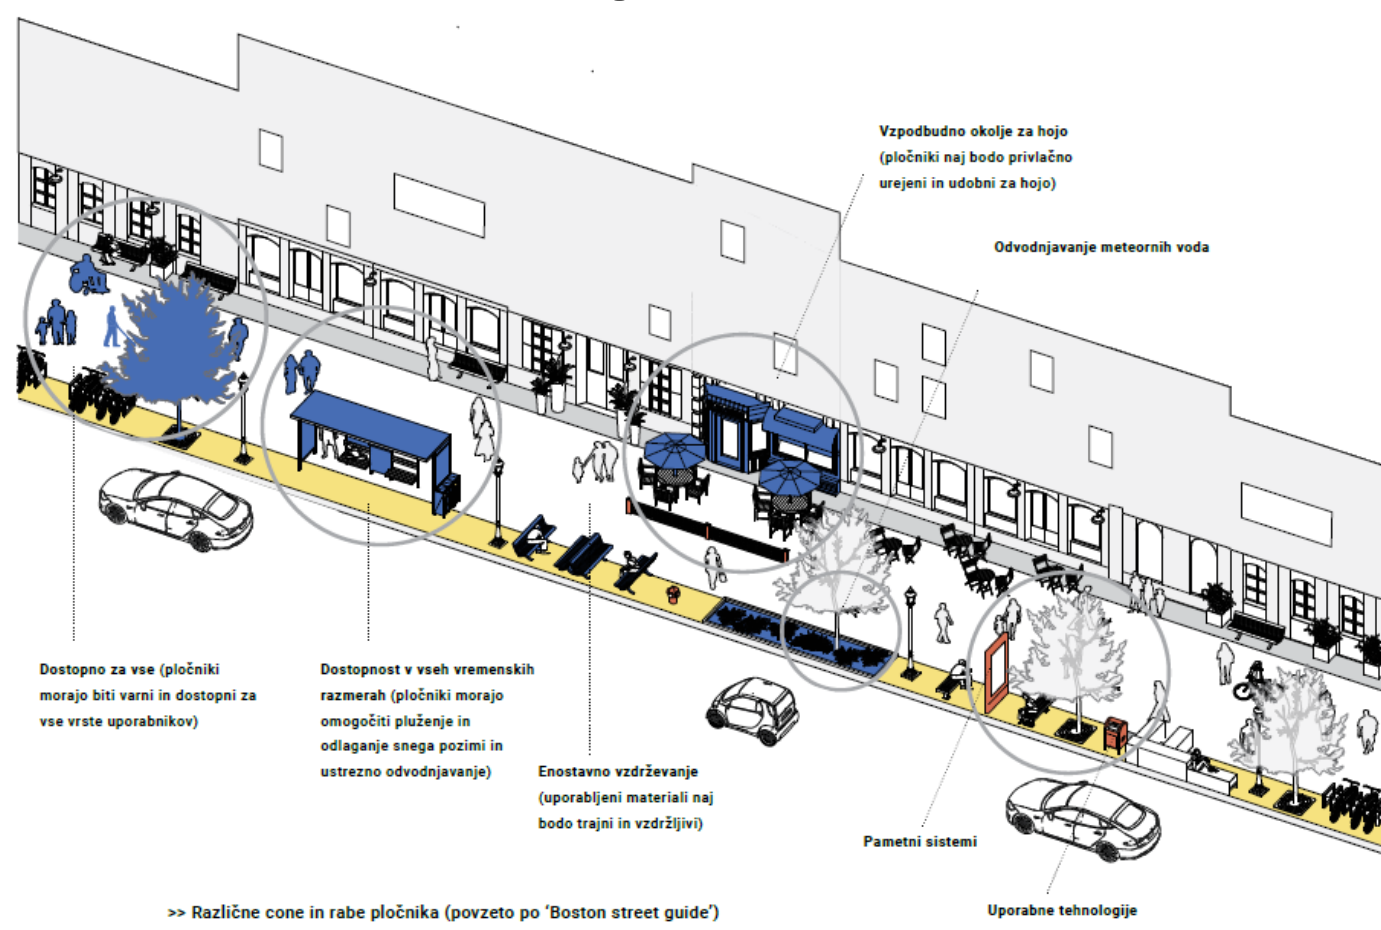 Vzpodbudno okolje za hojo
(pločniki naj bodo privlačno
urejeni in udobni za hojo)
Odvodnjavanje meteornih voda
Dostopno za vse (pločniki
morajo biti varni in dostopni za
vse vrste uporabnikov)
Dostopnost v vseh vremenskih
razmerah (pločniki morajo
omogočiti pluženje in
odlaganje snega pozimi in
ustrezno odvodnjavanje)
Enostavno vzdrževanje
(uporabljeni materiali naj
bodo trajni in vzdržljivi)
Pametni sistemi
Uporabne tehnologije
>> Različne cone in rabe pločnika (povzeto po 'Boston street guide')